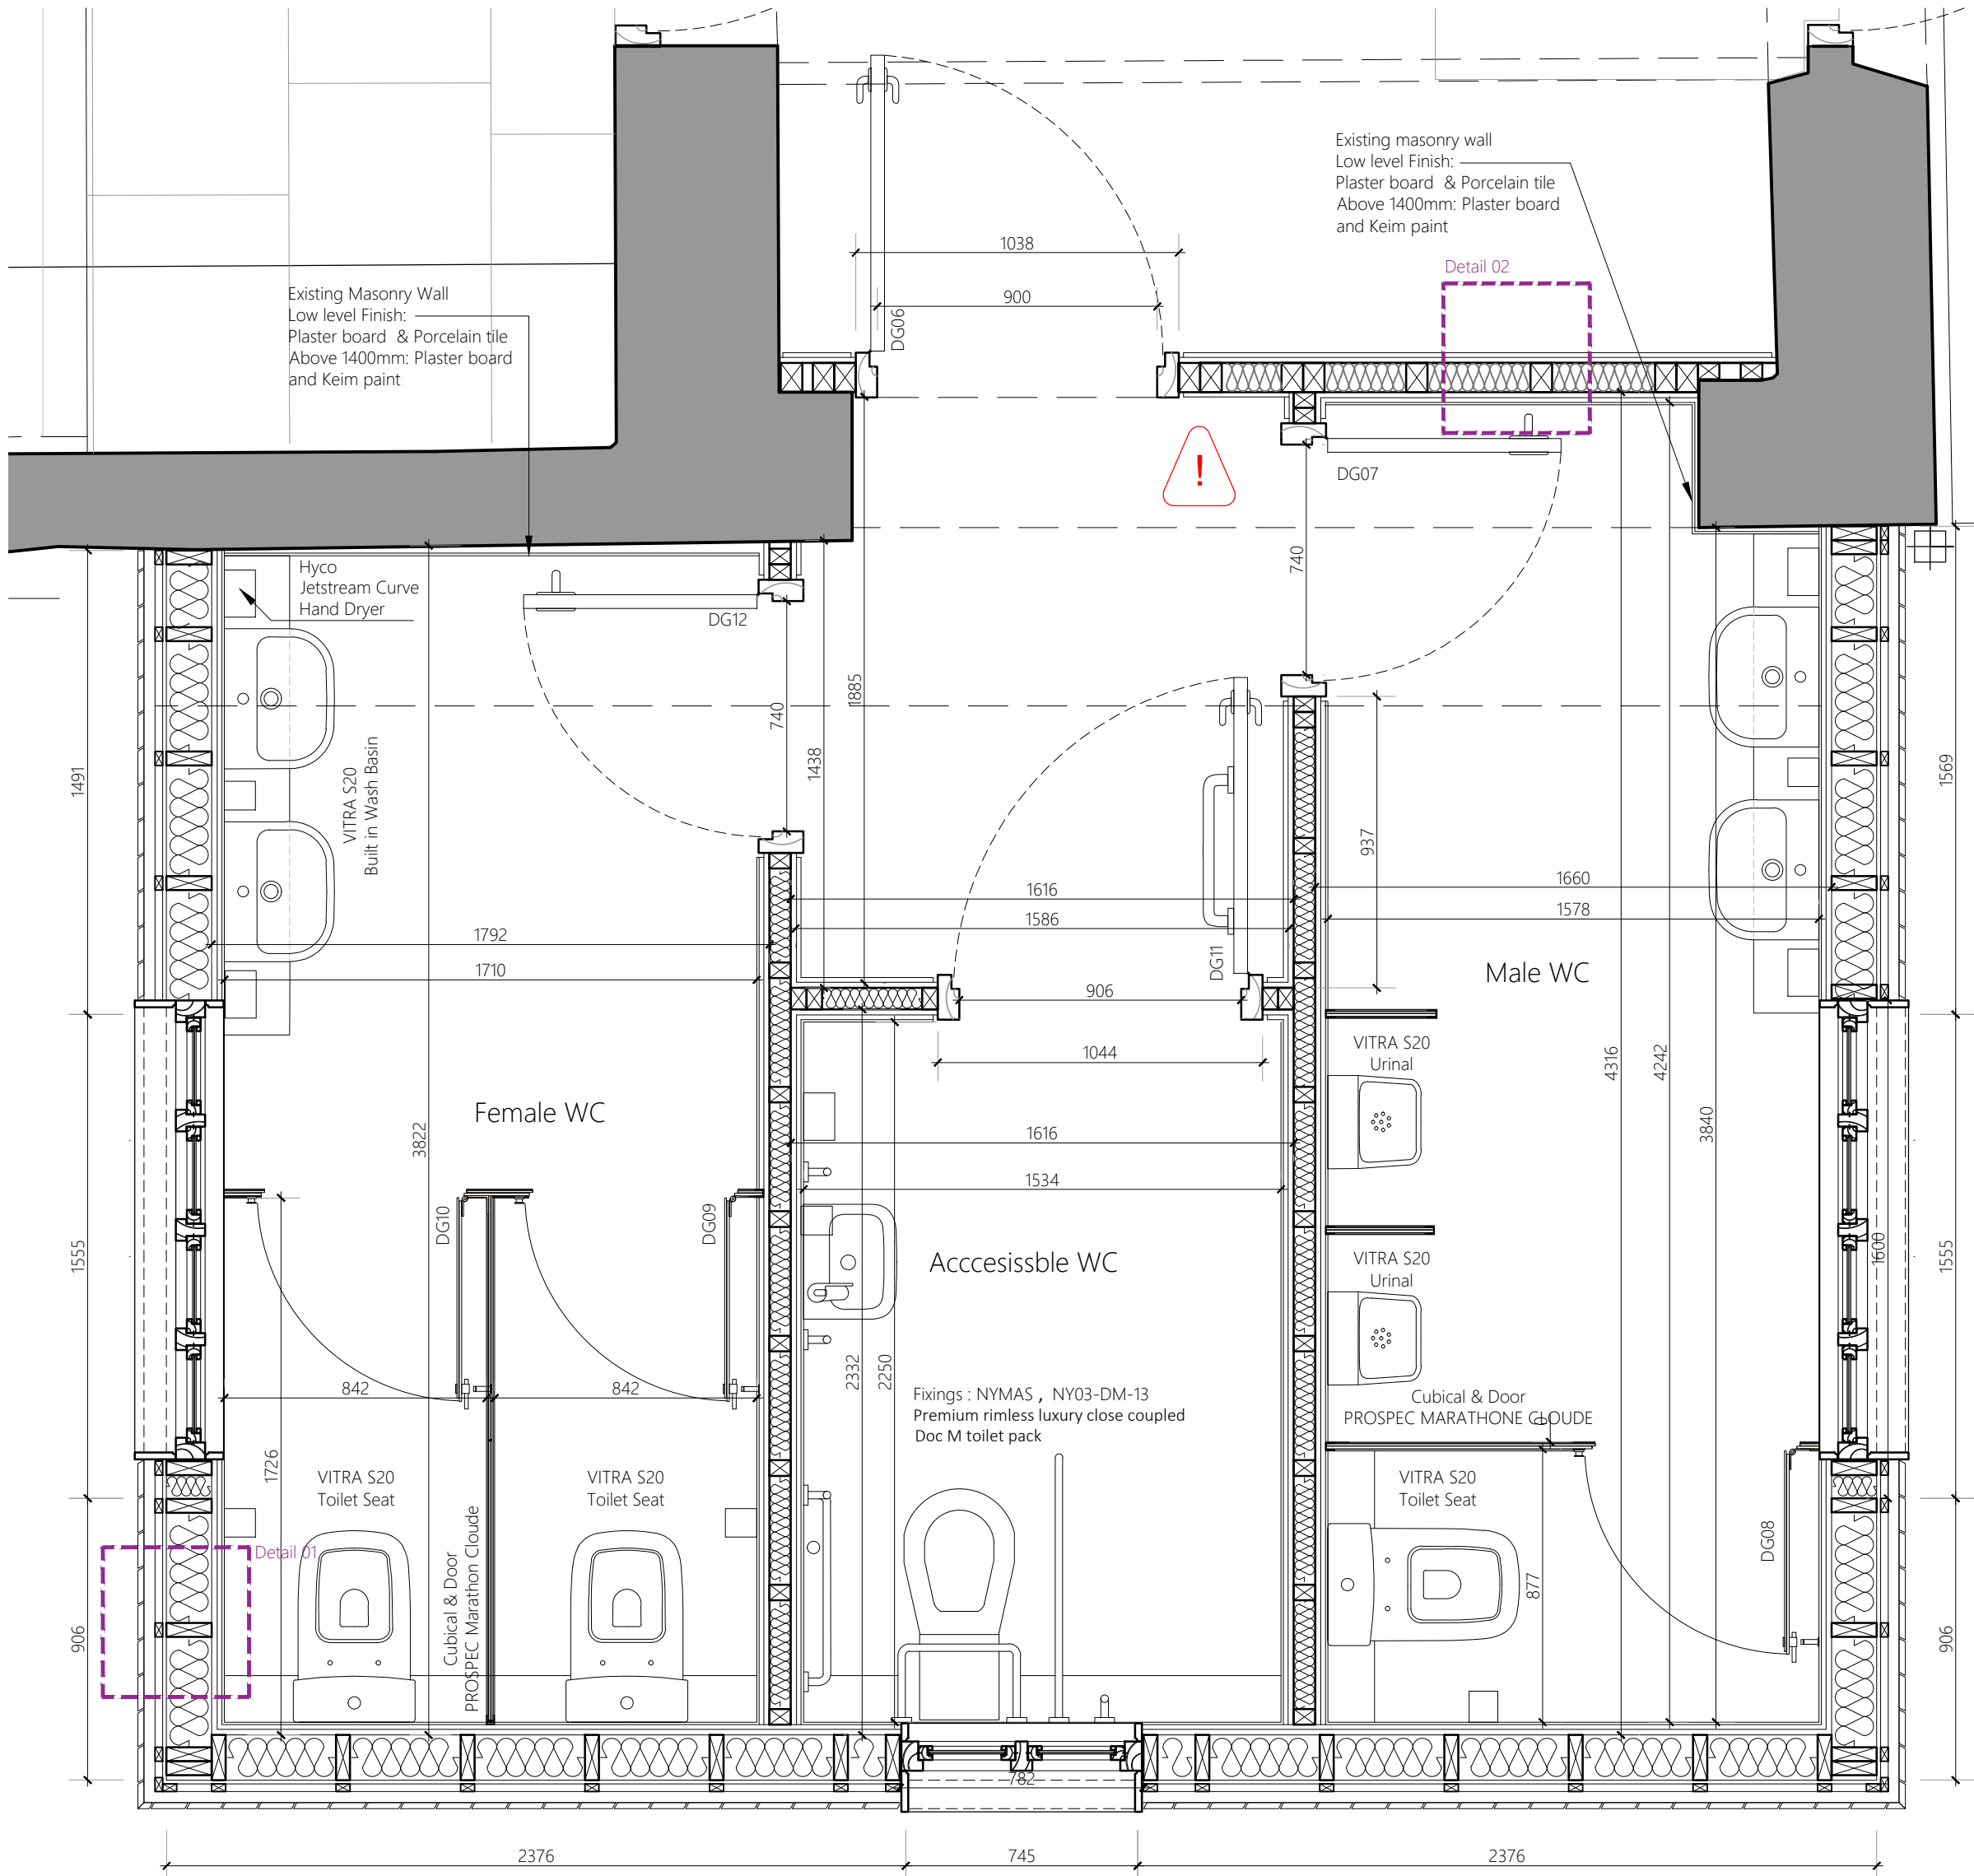 Existing masonry wall
Low level Finish:
Plaster board & Porcelain tile
Above 1400mm: Plaster board
and Keim paint
1038
Detail 02
Existing Masonry Wall
Low level Finish:
Plaster board & Porcelain tile
Above 1400mm: Plaster board
and Keim paint
900
DG06
!
DG07
Hyco
Jetstream Curve
Hand Dryer
DG12
740
740
1885
1438
1491
VITRA S20
Built in Wash Basin
1569
937
1616
1586
1660
1578
1792
1710
DG11
906
Male WC
1044
VITRA S20
Urinal
4316
4242
3840
Female WC
3822
1616
1534
DG10
DG09
Acccesissble WC
VITRA S20
Urinal
1600
1555
1555
2332
2250
842
842
Fixings : NYMAS , NY03-DM-13
Premium rimless luxury close coupled
Doc M toilet pack
Cubical & Door
PROSPEC MARATHONE CLOUDE
0
1726
VITRA S20
Toilet Seat
VITRA S20
Toilet Seat
VITRA S20
Toilet Seat
Cubical & Door
PROSPEC Marathon Cloude
Detail 01
877
DG08
906
906
782
2376
745
2376